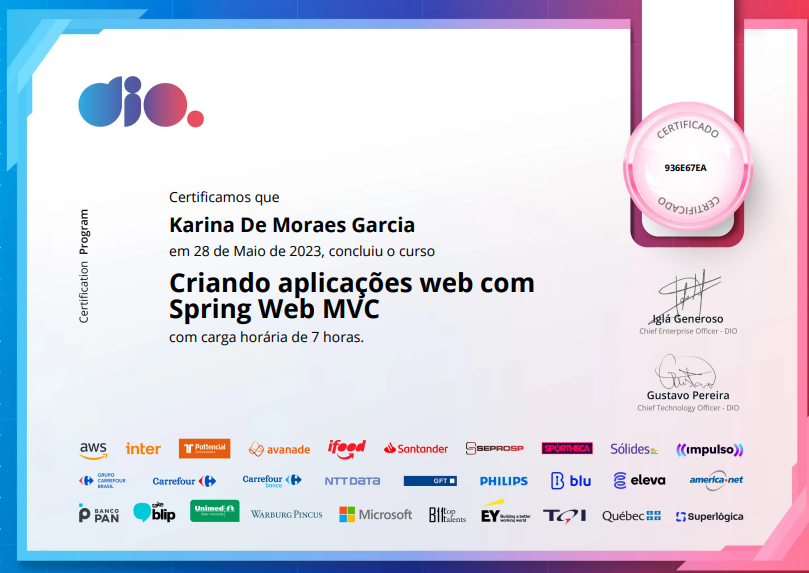 dio.
CERTIFICADO
936E67EA
CERTIFICADO
Certification Program
Certificamos que
Karina De Moraes Garcia
em 28 de Maio de 2023, concluiu o curso
Criando aplicações web com
Spring Web MVC
com carga horária de 7 horas.
Iglá Generoso
Chief Enterprise Officer - DIO
Gustavo Pereira
Chief Technology Officer - DIO
aws inter Pottencial avanade ifood Santander SEPROSP SPORTHECA Sólides impulso
GRUPO CARREFOUR BRASIL Carrefour Carrefour banco NTT DATA GFT PHILIPS blu eleva america net
BANCO PAN take blip Unimed WARBURG PINCUS Microsoft BH top talents EY Building a better working world TQI Québec Superlógica